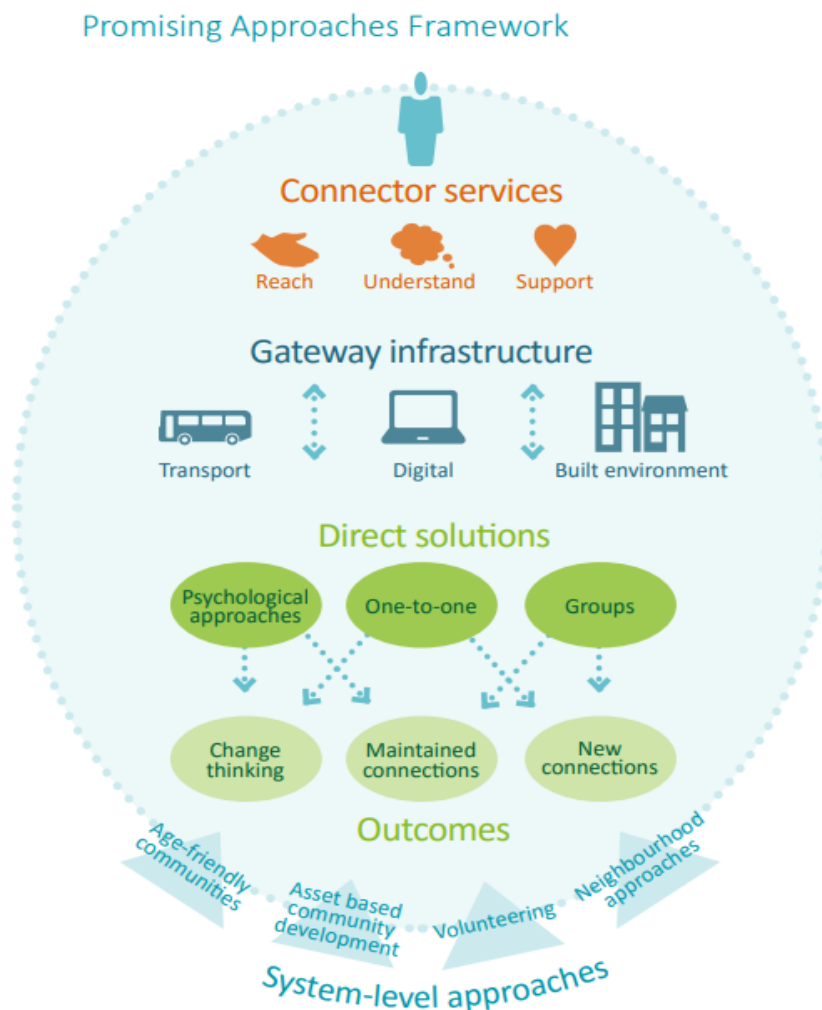 Promising Approaches Framework
Connector services
Reach
Understand
Support
Gateway infrastructure
Transport
Digital
Built environment
Direct solutions
Psychological
approaches
One-to-one
Groups
Change
thinking
Maintained
connections
New
connections
Outcomes
Age-friendly
communities
Asset based
community
development
Volunteering
Neighbourhood
approaches
System-level approaches